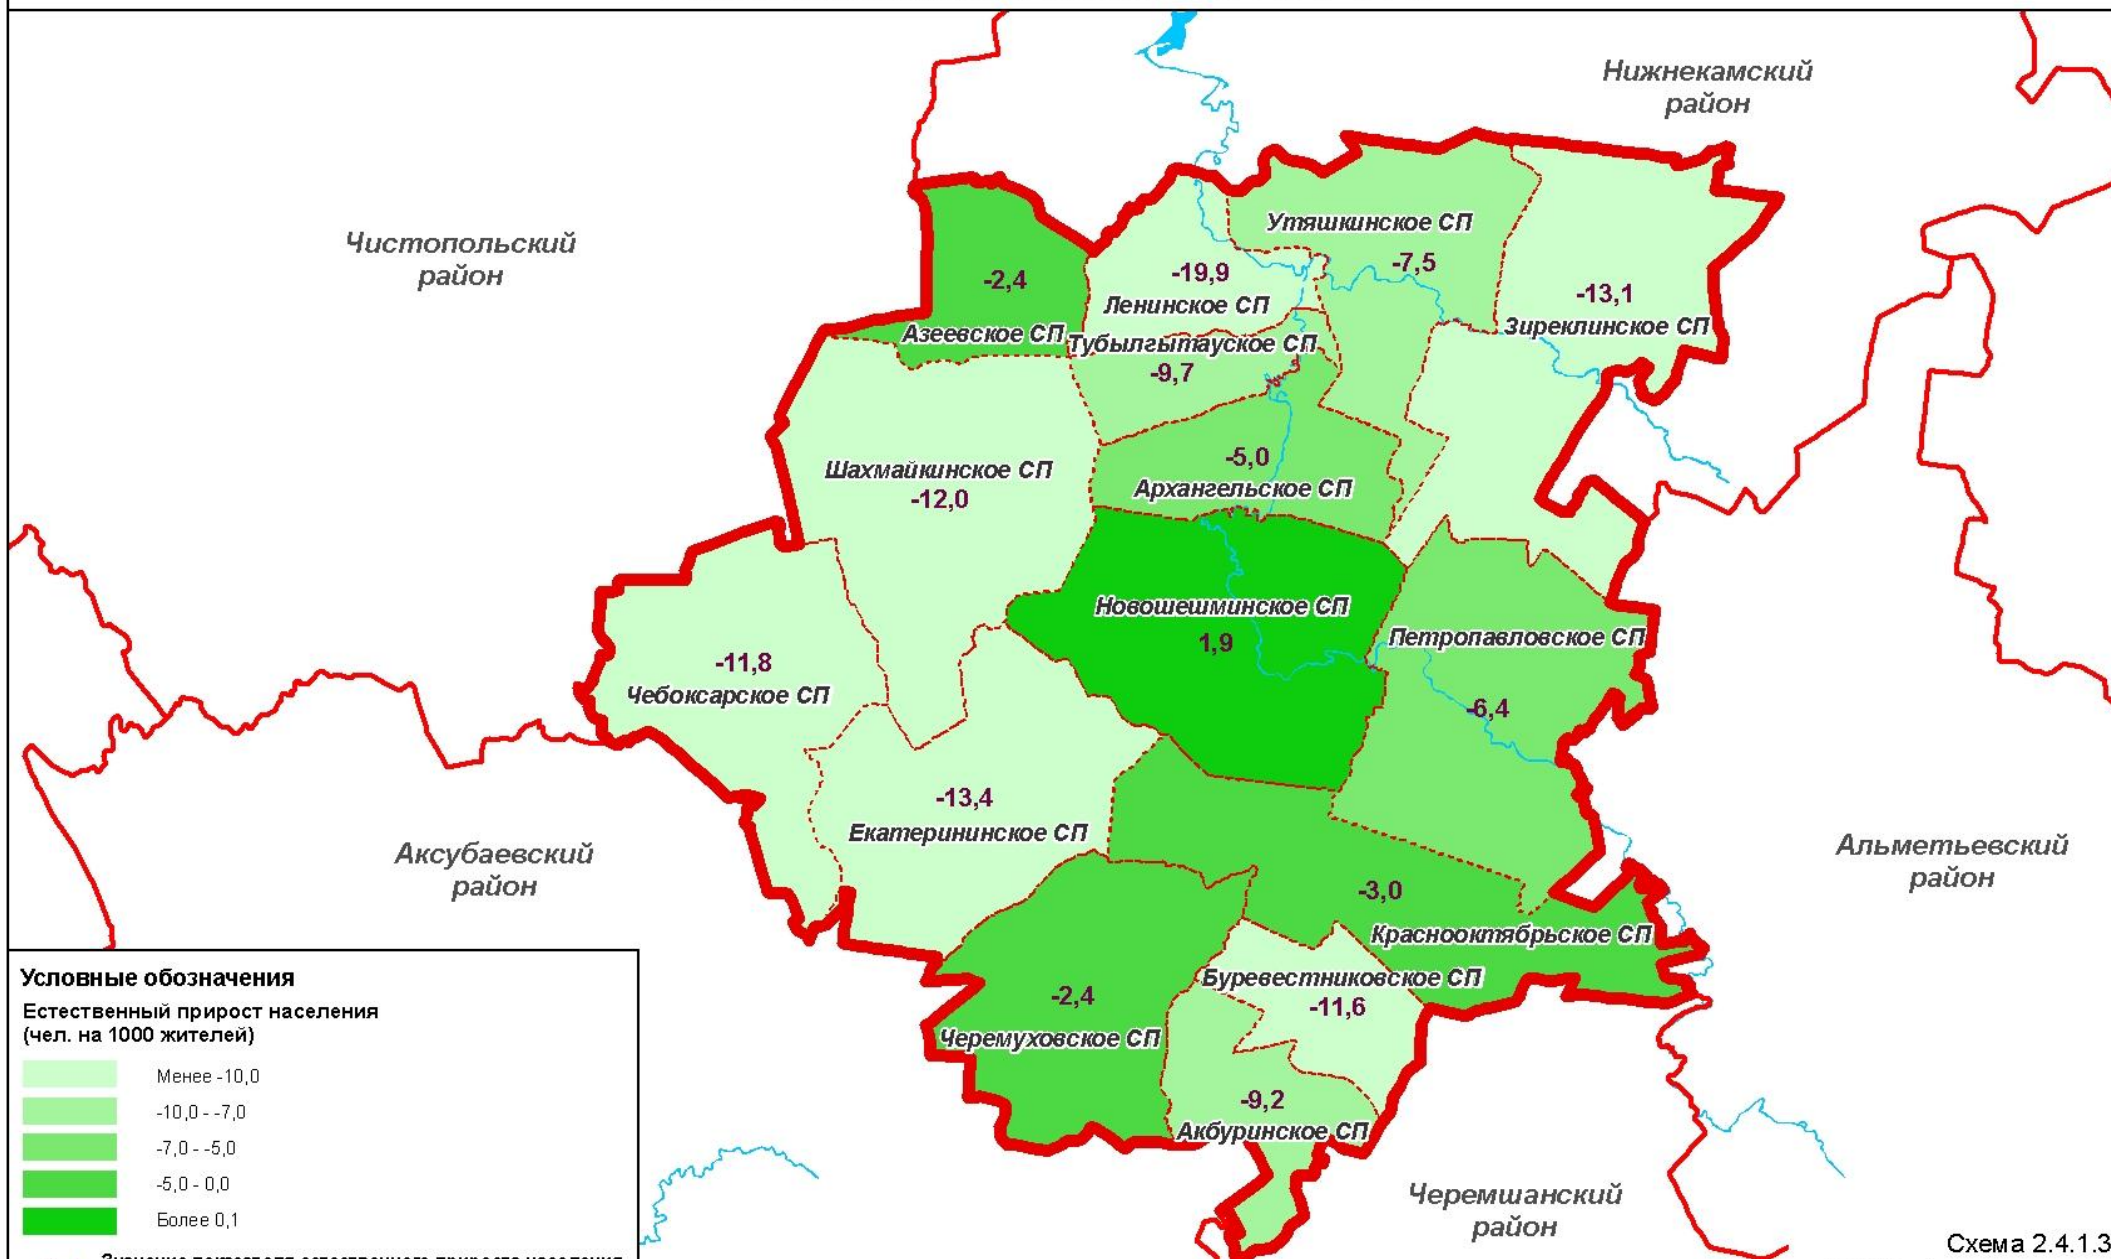 Нижнекамский
район
Чистопольский
район
Утяшкинское СП
-7,5
-19,9
Ленинское СП
-2,4
Азеевское СП
-13,1
Зиреклинское СП
Тубылгытауское СП
-9,7
-5,0
Архангельское СП
Шахмайкинское СП
-12,0
Новошешминское СП
1,9
Петропавловское СП
-6,4
-11,8
Чебоксарское СП
-13,4
Екатерининское СП
Аксубаевский
район
Альметьевский
район
-3,0
Краснооктябрьское СП
Буревестниковское СП
-11,6
-2,4
Черемуховское СП
-9,2
Акбуринское СП
Черемшанский
район
Условные обозначения
Естественный прирост населения
(чел. на 1000 жителей)
Менее -10,0
-10,0 - -7,0
-7,0 - -5,0
-5,0 - 0,0
Более 0,1
Значение показателя естественного прироста населения
Схема 2.4.1.3